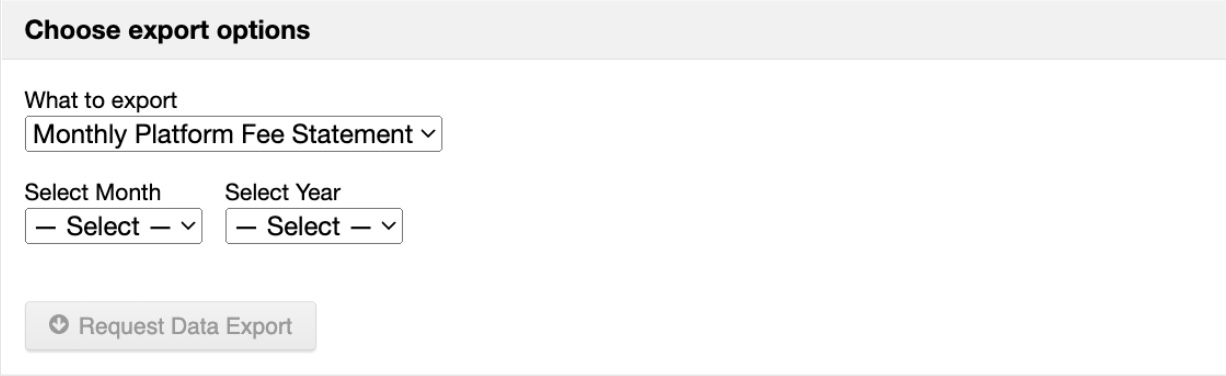 Choose export options
What to export
Monthly Platform Fee Statement
Select Month Select Year
— Select — — Select —
Request Data Export